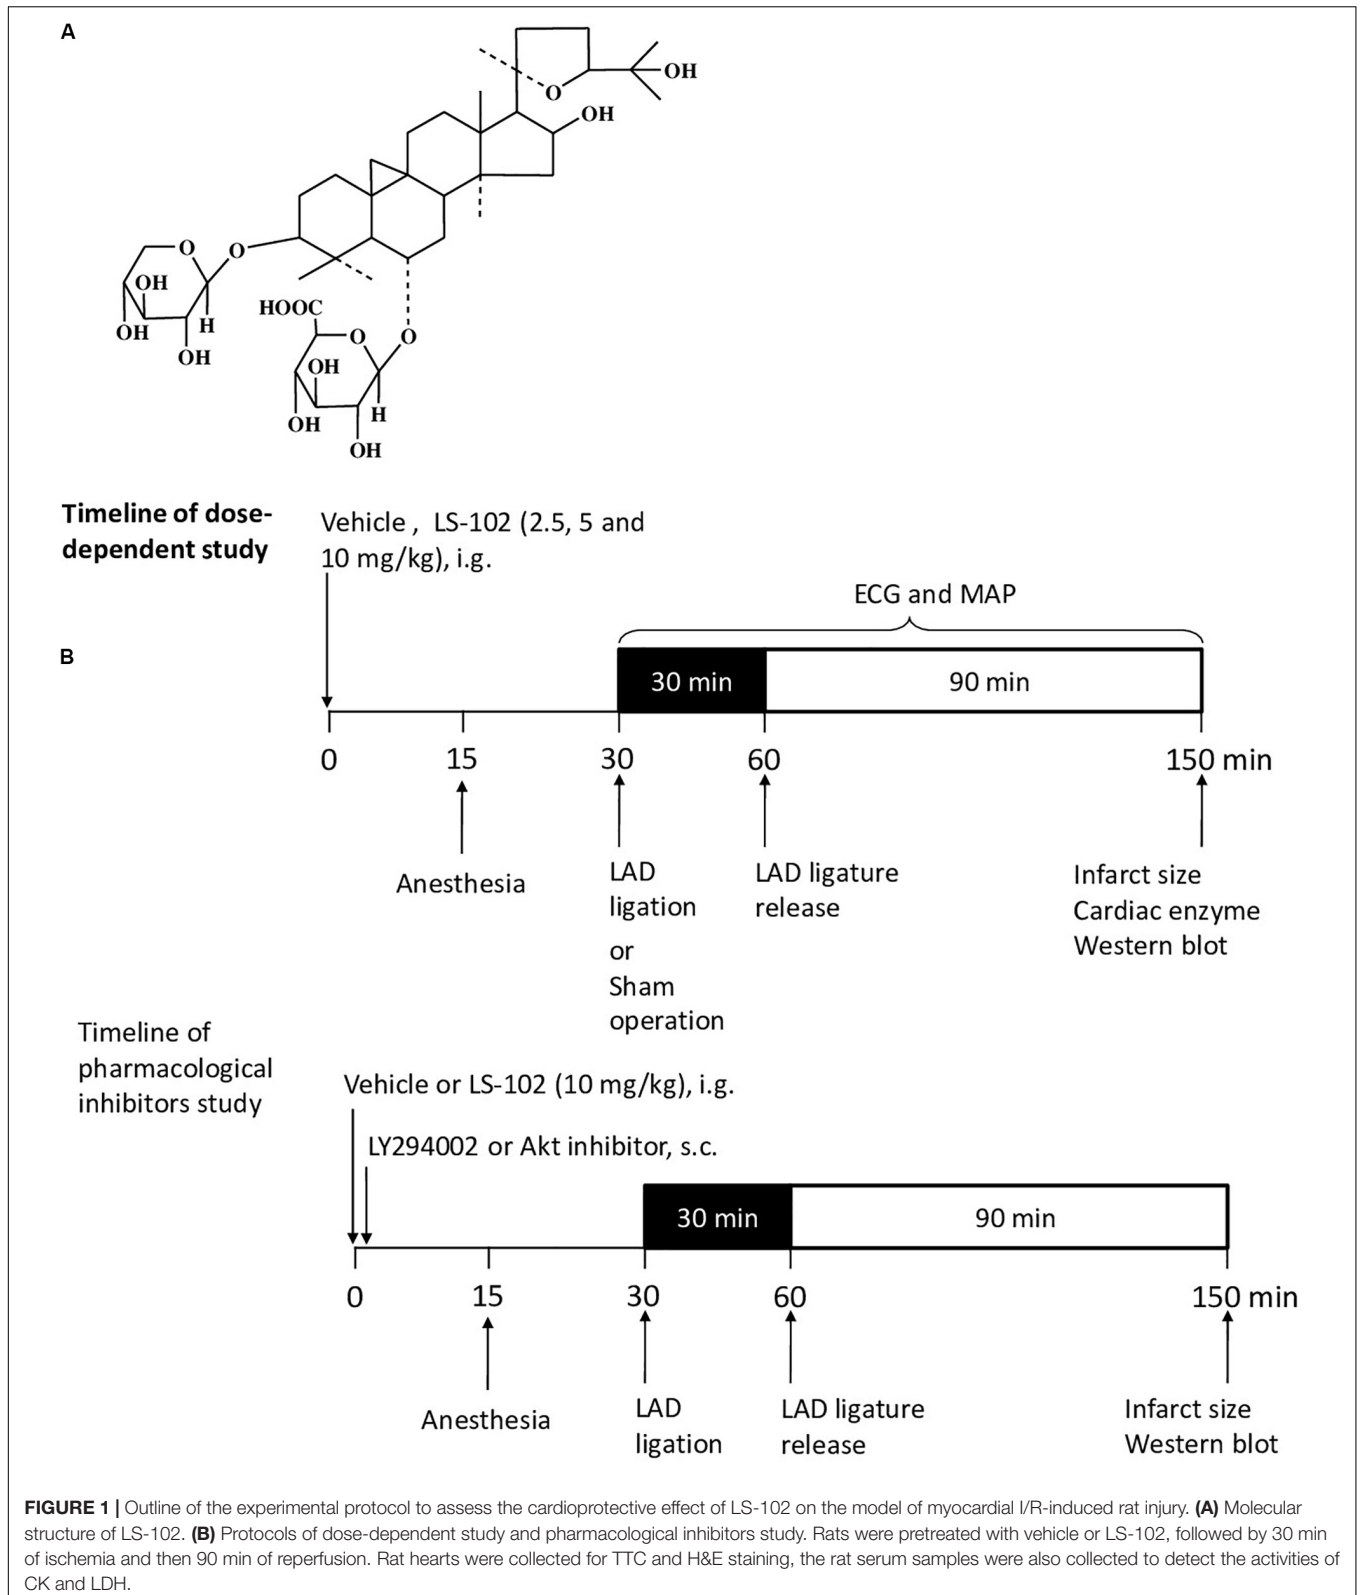 A
O
OH
OH
O
O
OH
OH
H
OH
HOOC
O
O
OH
OH
H
OH
Timeline of dose-
dependent study
Vehicle , LS-102 (2.5, 5 and
10 mg/kg), i.g.
ECG and MAP
B
30 min
90 min
0
15
30
60
150 min
Anesthesia
LAD
ligation
or
Sham
operation
LAD ligature
release
Infarct size
Cardiac enzyme
Western blot
Timeline of
pharmacological
inhibitors study
Vehicle or LS-102 (10 mg/kg), i.g.
LY294002 or Akt inhibitor, s.c.
30 min
90 min
0
15
30
60
150 min
Anesthesia
LAD
ligation
LAD ligature
release
Infarct size
Western blot
FIGURE 1 | Outline of the experimental protocol to assess the cardioprotective effect of LS-102 on the model of myocardial I/R-induced rat injury. (A) Molecular
structure of LS-102. (B) Protocols of dose-dependent study and pharmacological inhibitors study. Rats were pretreated with vehicle or LS-102, followed by 30 min
of ischemia and then 90 min of reperfusion. Rat hearts were collected for TTC and H&E staining, the rat serum samples were also collected to detect the activities of
CK and LDH.